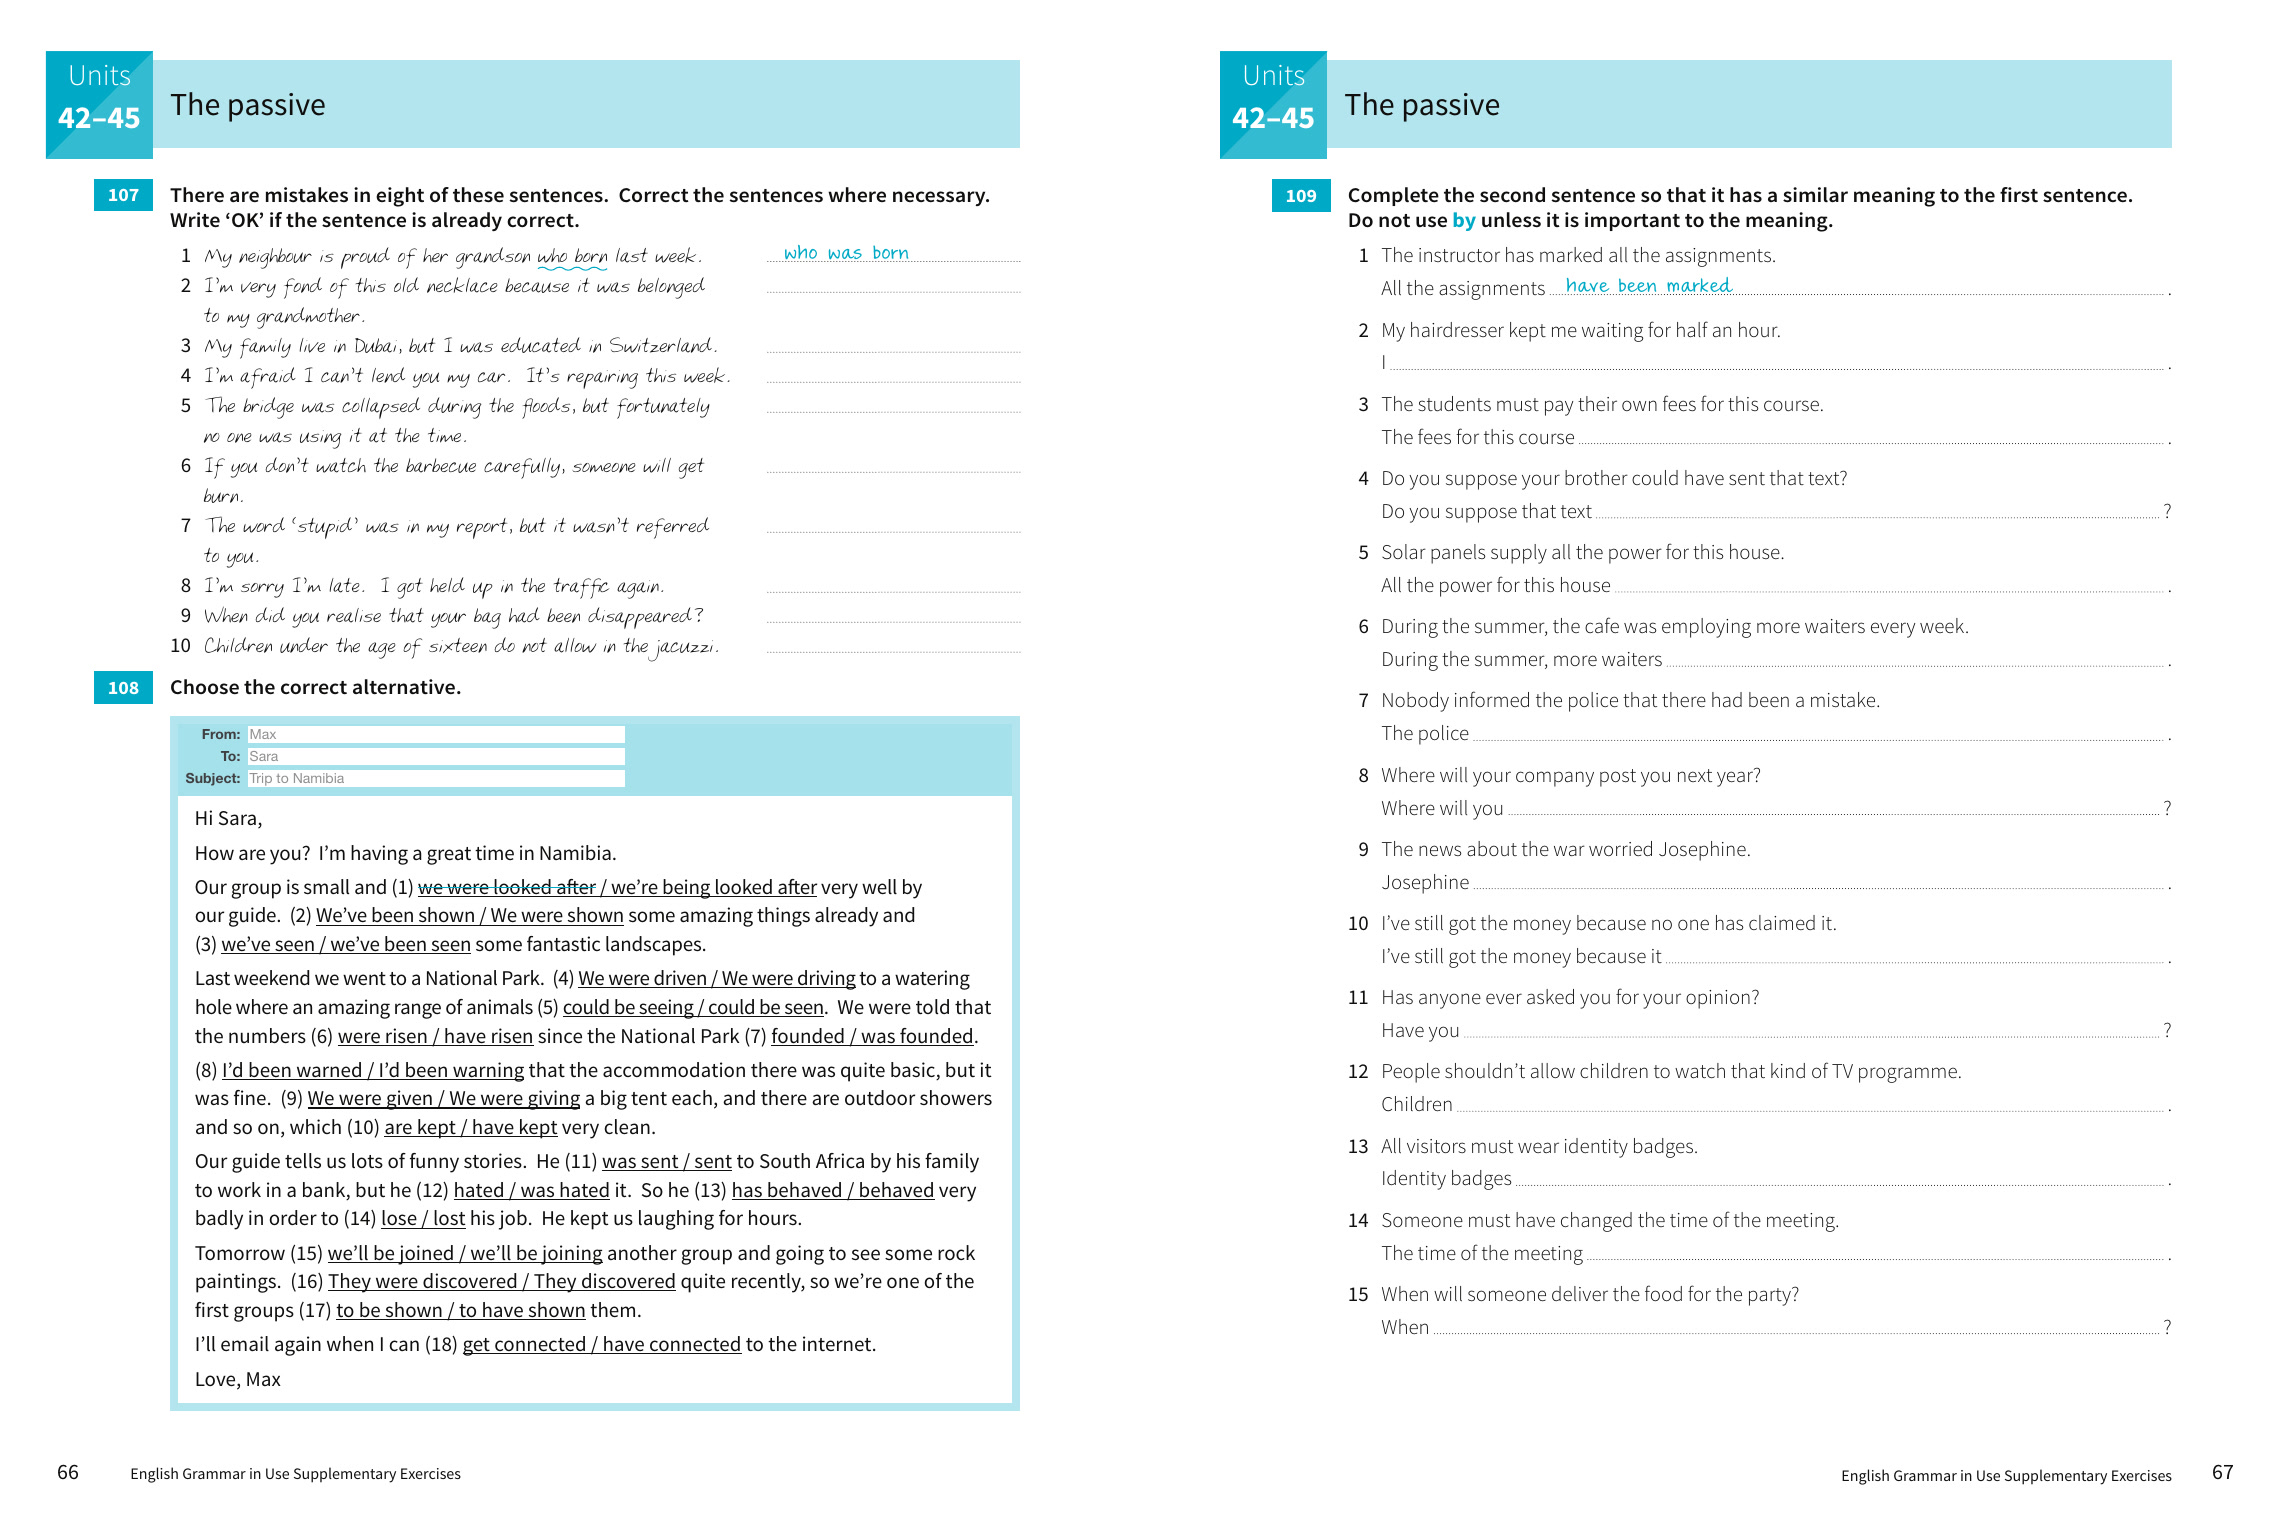 Units
42–45
The passive
107
There are mistakes in eight of these sentences.  Correct the sentences where necessary.
Write ‘OK’ if the sentence is already correct.
1 My neighbour is proud of her grandson who born last week. who was born
2 I’m very fond of this old necklace because it was belonged
to my grandmother.
3 My family live in Dubai, but I was educated in Switzerland.
4 I’m afraid I can’t lend you my car.  It’s repairing this week.
5 The bridge was collapsed during the floods, but fortunately
no one was using it at the time.
6 If you don’t watch the barbecue carefully, someone will get
burn.
7 The word ‘stupid’ was in my report, but it wasn’t referred
to you.
8 I’m sorry I’m late.  I got held up in the traffic again.
9 When did you realise that your bag had been disappeared?
10 Children under the age of sixteen do not allow in the jacuzzi.
108
Choose the correct alternative.
From: Max
To: Sara
Subject: Trip to Namibia
Hi Sara,
How are you?  I’m having a great time in Namibia.
Our group is small and (1) we were looked after / we’re being looked after very well by
our guide.  (2) We’ve been shown / We were shown some amazing things already and
(3) we’ve seen / we’ve been seen some fantastic landscapes.
Last weekend we went to a National Park.  (4) We were driven / We were driving to a watering
hole where an amazing range of animals (5) could be seeing / could be seen.  We were told that
the numbers (6) were risen / have risen since the National Park (7) founded / was founded.
(8) I’d been warned / I’d been warning that the accommodation there was quite basic, but it
was fine.  (9) We were given / We were giving a big tent each, and there are outdoor showers
and so on, which (10) are kept / have kept very clean.
Our guide tells us lots of funny stories.  He (11) was sent / sent to South Africa by his family
to work in a bank, but he (12) hated / was hated it.  So he (13) has behaved / behaved very
badly in order to (14) lose / lost his job.  He kept us laughing for hours.
Tomorrow (15) we’ll be joined / we’ll be joining another group and going to see some rock
paintings.  (16) They were discovered / They discovered quite recently, so we’re one of the
first groups (17) to be shown / to have shown them.
I’ll email again when I can (18) get connected / have connected to the internet.
Love, Max
66 English Grammar in Use Supplementary Exercises
Units
42–45
The passive
109
Complete the second sentence so that it has a similar meaning to the first sentence.
Do not use by unless it is important to the meaning.
1 The instructor has marked all the assignments.
All the assignments have been marked .
2 My hairdresser kept me waiting for half an hour.
I .
3 The students must pay their own fees for this course.
The fees for this course .
4 Do you suppose your brother could have sent that text?
Do you suppose that text ?
5 Solar panels supply all the power for this house.
All the power for this house .
6 During the summer, the cafe was employing more waiters every week.
During the summer, more waiters .
7 Nobody informed the police that there had been a mistake.
The police .
8 Where will your company post you next year?
Where will you ?
9 The news about the war worried Josephine.
Josephine .
10 I’ve still got the money because no one has claimed it.
I’ve still got the money because it .
11 Has anyone ever asked you for your opinion?
Have you ?
12 People shouldn’t allow children to watch that kind of TV programme.
Children .
13 All visitors must wear identity badges.
Identity badges .
14 Someone must have changed the time of the meeting.
The time of the meeting .
15 When will someone deliver the food for the party?
When ?
English Grammar in Use Supplementary Exercises 67